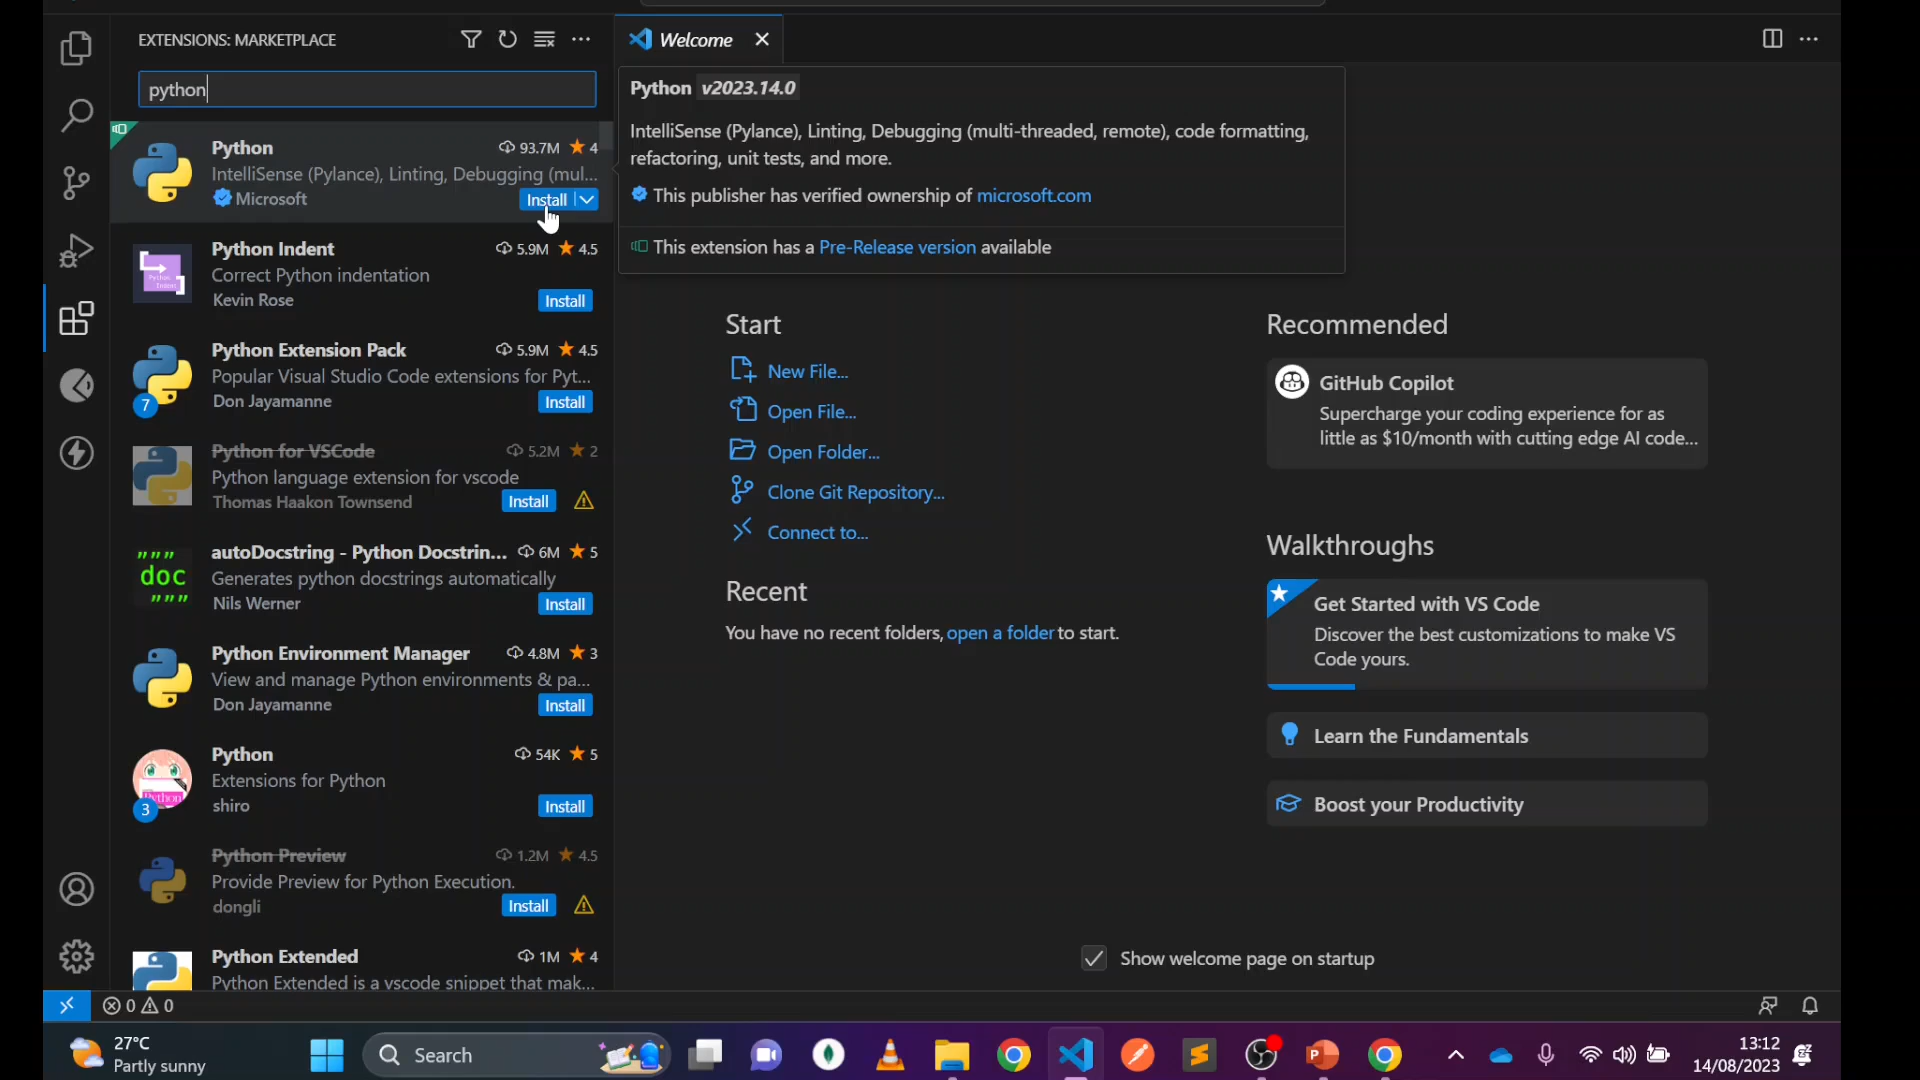 EXTENSIONS: MARKETPLACE
python
Python 93.7M 4
IntelliSense (Pylance), Linting, Debugging (mul...
Microsoft Install
Python Indent 5.9M 4.5
Correct Python indentation
Kevin Rose Install
Python Extension Pack 5.9M 4.5
Popular Visual Studio Code extensions for Pyt...
7 Don Jayamanne Install
Python for VSCode 5.2M 2
Python language extension for vscode
Thomas Haakon Townsend Install
autoDocstring - Python Docstrin... 6M 5
Generates python docstrings automatically
Nils Werner Install
""" doc """
Python Environment Manager 4.8M 3
View and manage Python environments & pa...
Don Jayamanne Install
Python 54K 5
Extensions for Python
3 shiro Install
Python Preview 1.2M 4.5
Provide Preview for Python Execution.
dongli Install
Python Extended 1M 4
Python Extended is a vscode snippet that mak...
Welcome
Python v2023.14.0
IntelliSense (Pylance), Linting, Debugging (multi-threaded, remote), code formatting,
refactoring, unit tests, and more.
This publisher has verified ownership of microsoft.com
This extension has a Pre-Release version available
Start
New File...
Open File...
Open Folder...
Clone Git Repository...
Connect to...
Recent
You have no recent folders, open a folder to start.
Recommended
GitHub Copilot
Supercharge your coding experience for as
little as $10/month with cutting edge AI code...
Walkthroughs
Get Started with VS Code
Discover the best customizations to make VS
Code yours.
Learn the Fundamentals
Boost your Productivity
Show welcome page on startup
0 0
27°C
Partly sunny
Search
13:12
14/08/2023